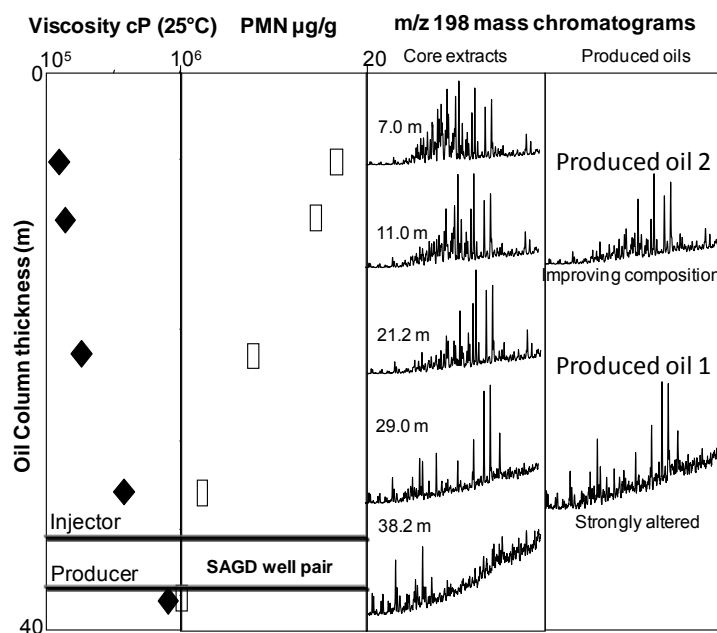 Viscosity cP (25°C) PMN µg/g m/z 198 mass chromatograms
10⁵ 10⁶ 20 Core extracts Produced oils
0
7.0 m
Produced oil 2
11.0 m
Improving composition
21.2 m
Produced oil 1
29.0 m
Strongly altered
38.2 m
Oil Column thickness (m)
Injector
SAGD well pair
Producer
40